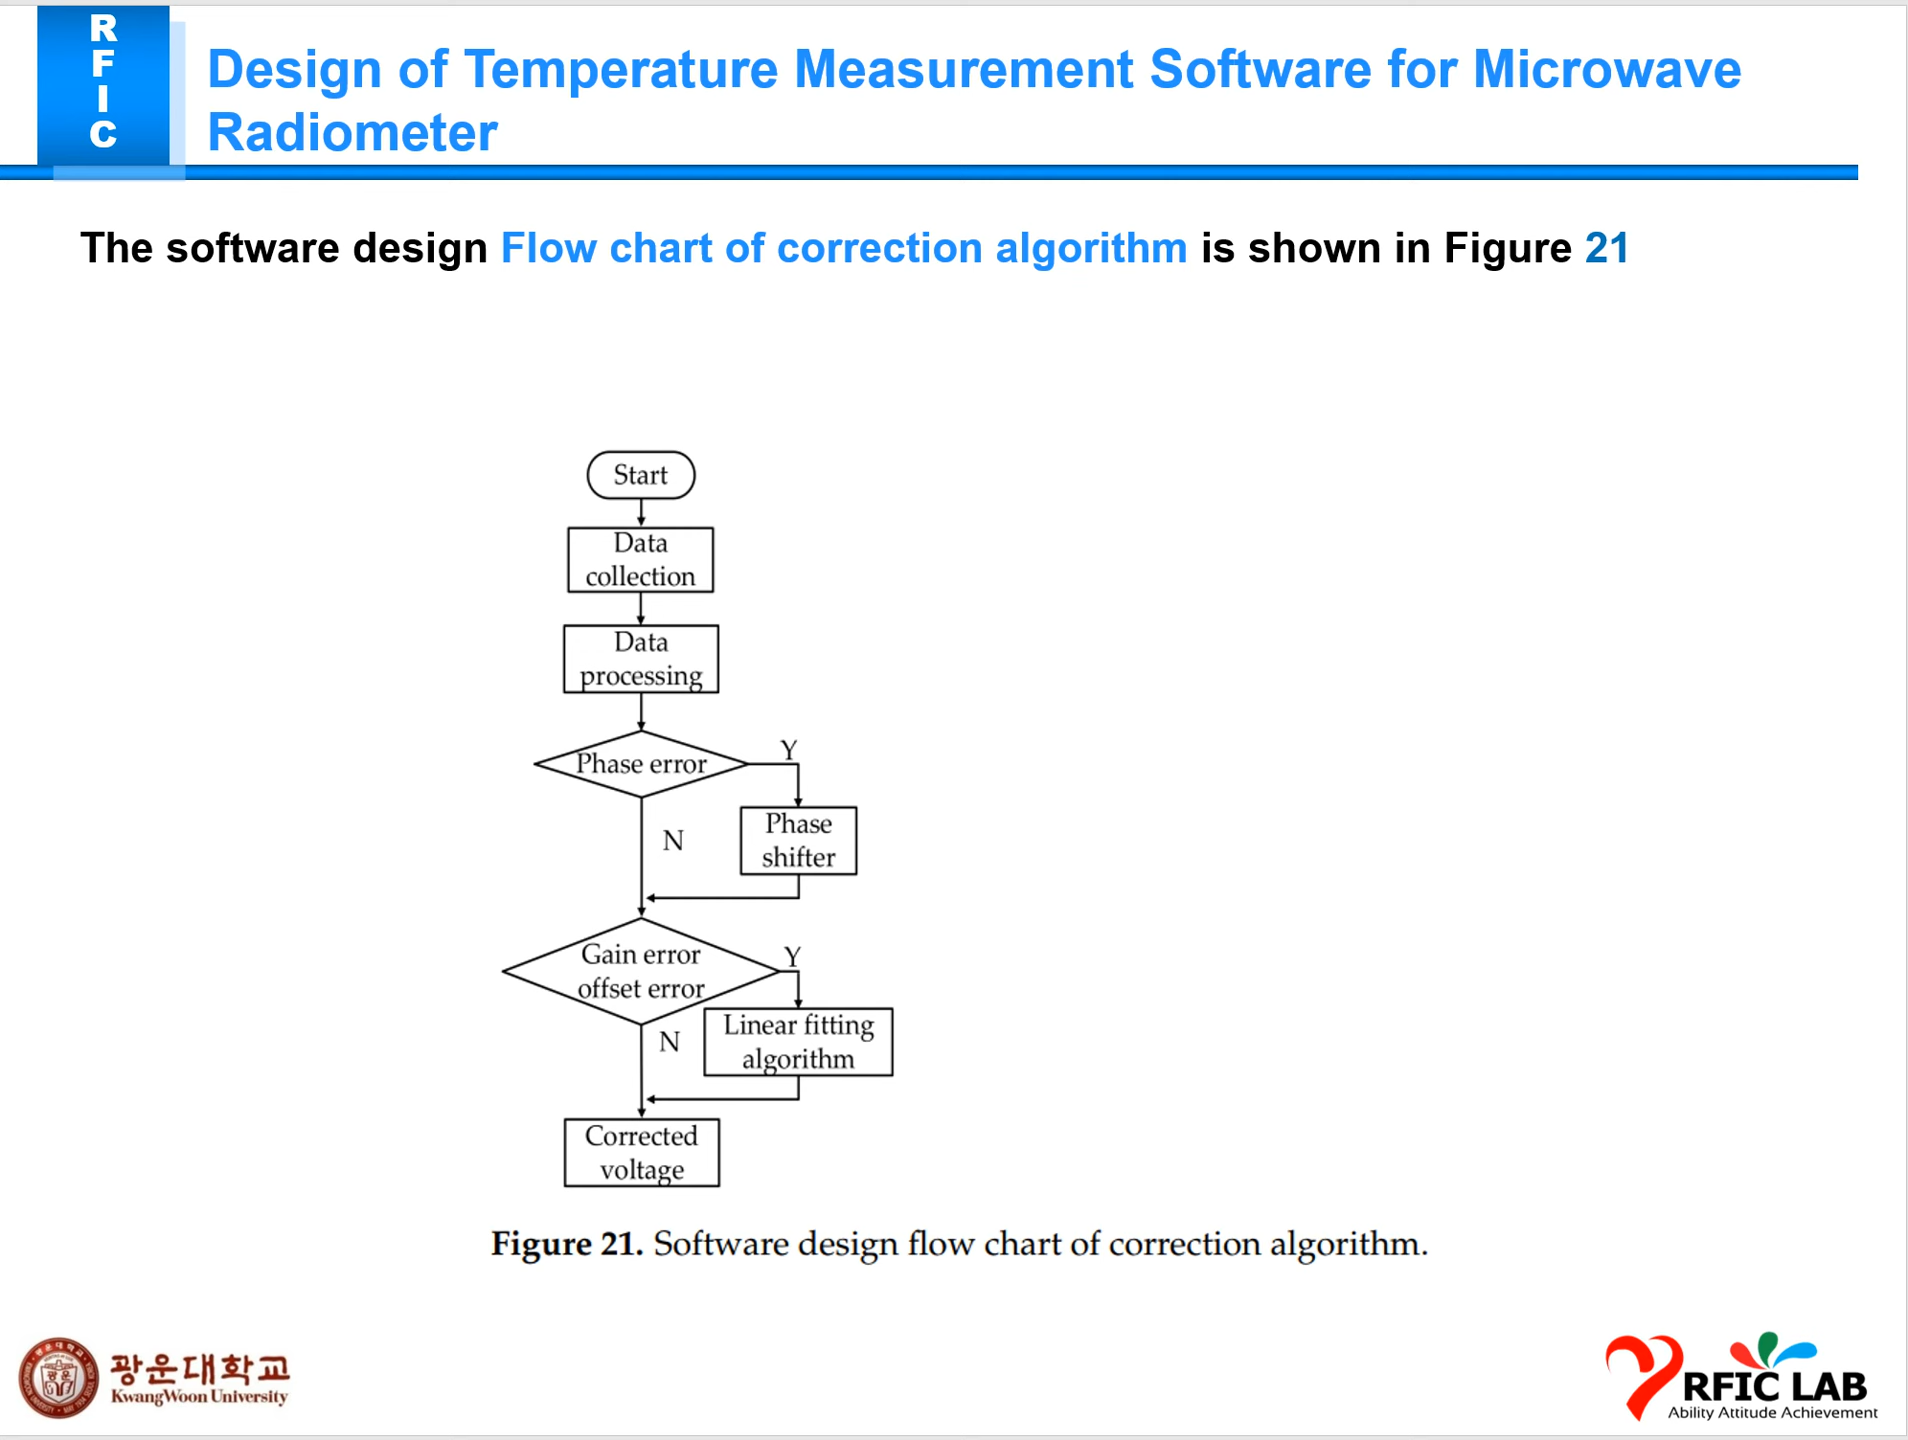 R
F
I
C
Design of Temperature Measurement Software for Microwave
Radiometer
The software design Flow chart of correction algorithm is shown in Figure 21
Start
Data
collection
Data
processing
Phase error
Y
Phase
shifter
N
Gain error
offset error
Y
Linear fitting
algorithm
N
Corrected
voltage
Figure 21. Software design flow chart of correction algorithm.
광운대학교
KwangWoon University
RFIC LAB
Ability Attitude Achievement